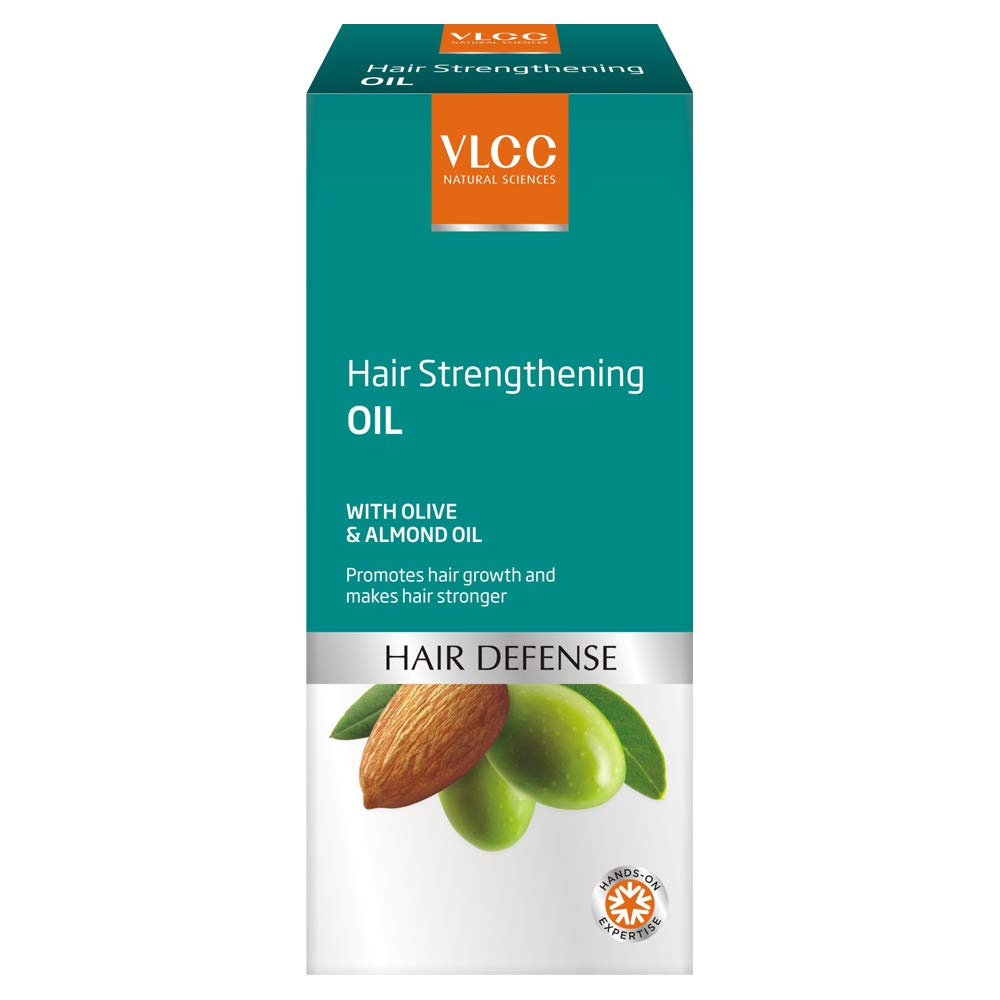 VLCC
NATURAL SCIENCES
Hair Strengthening
OIL
VLCC
NATURAL SCIENCES
Hair Strengthening
OIL
WITH OLIVE
& ALMOND OIL
Promotes hair growth and
makes hair stronger
HAIR DEFENSE
HANDS-ON
EXPERTISE